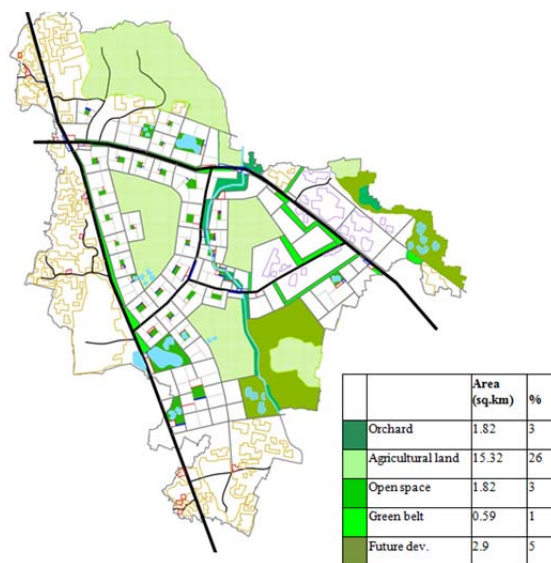 Area (sq.km) %
Orchard 1.82 3
Agricultural land 15.32 26
Open space 1.82 3
Green belt 0.59 1
Future dev. 2.9 5